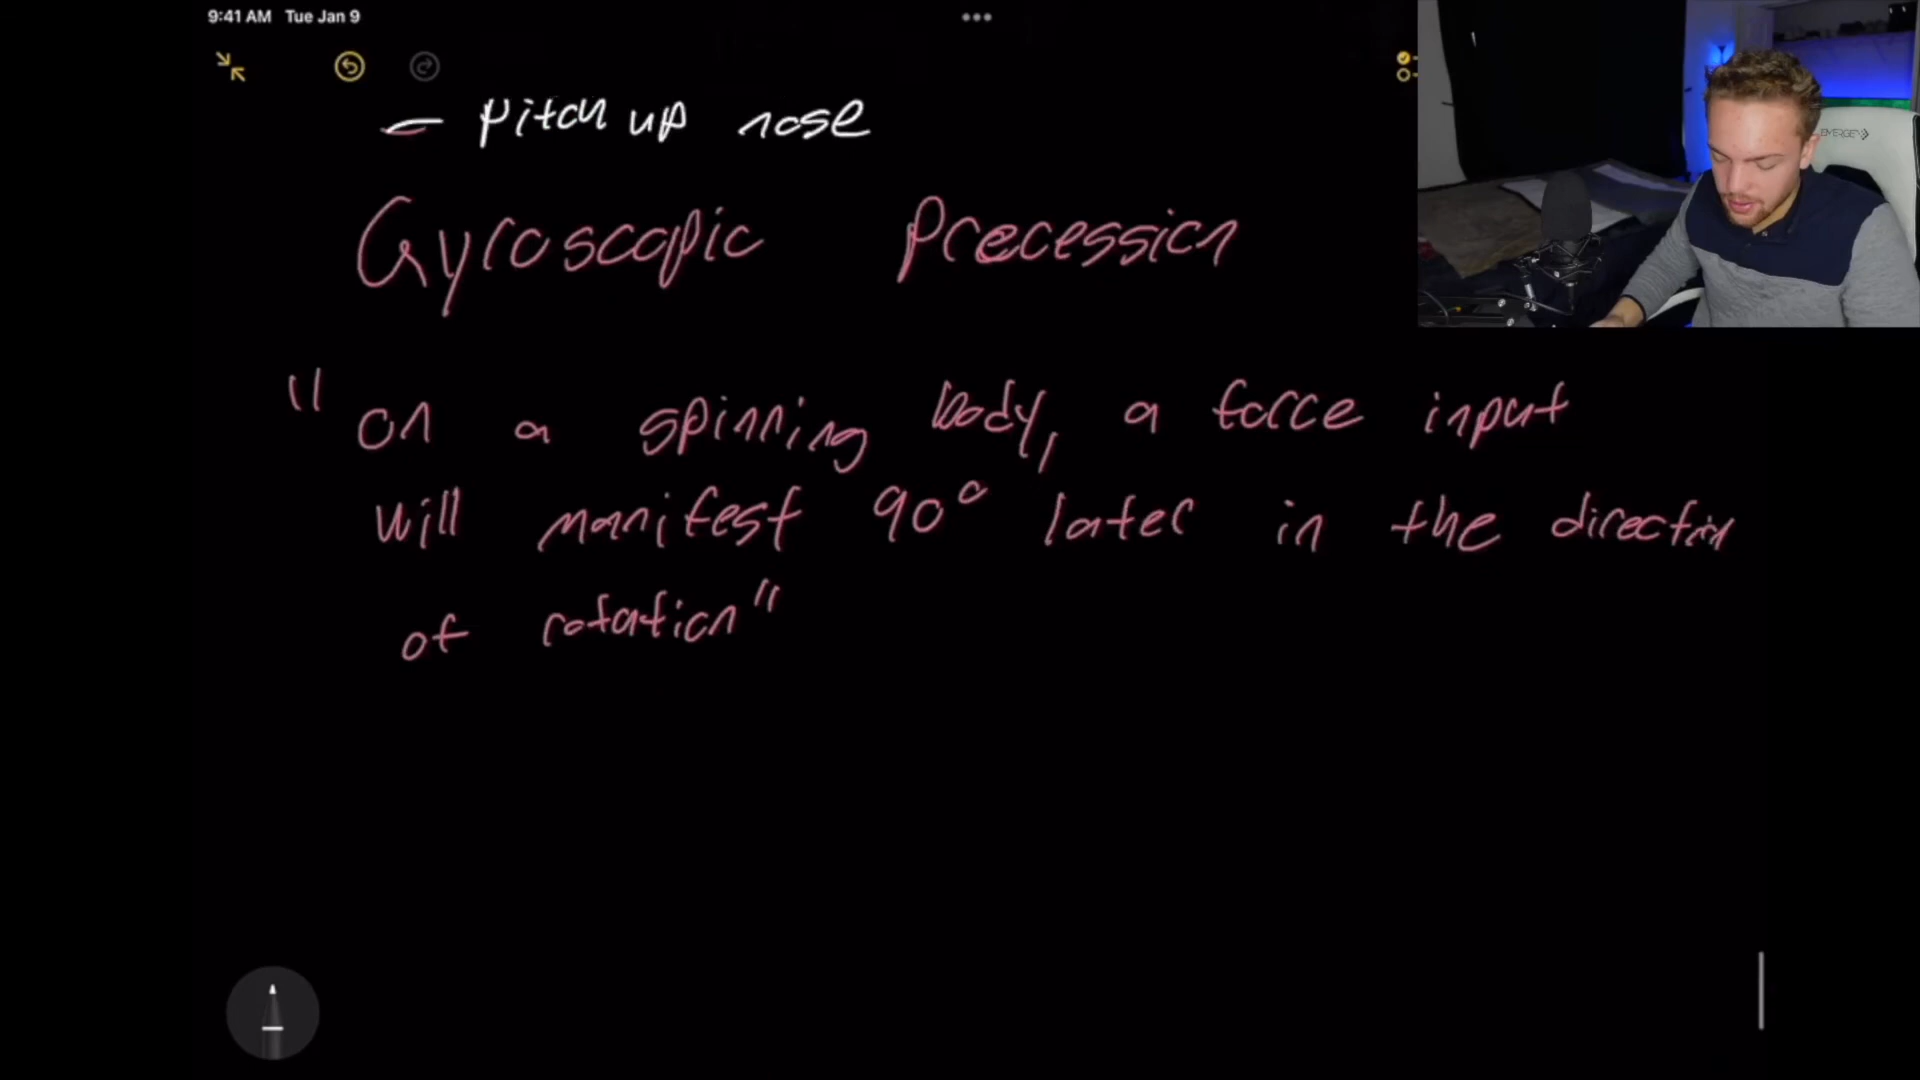 9:41 AM Tue Jan 9
- pitch up nose
Gyroscopic Precession
"on a spinning body, a force input
will manifest 90° later in the direction
of rotation"